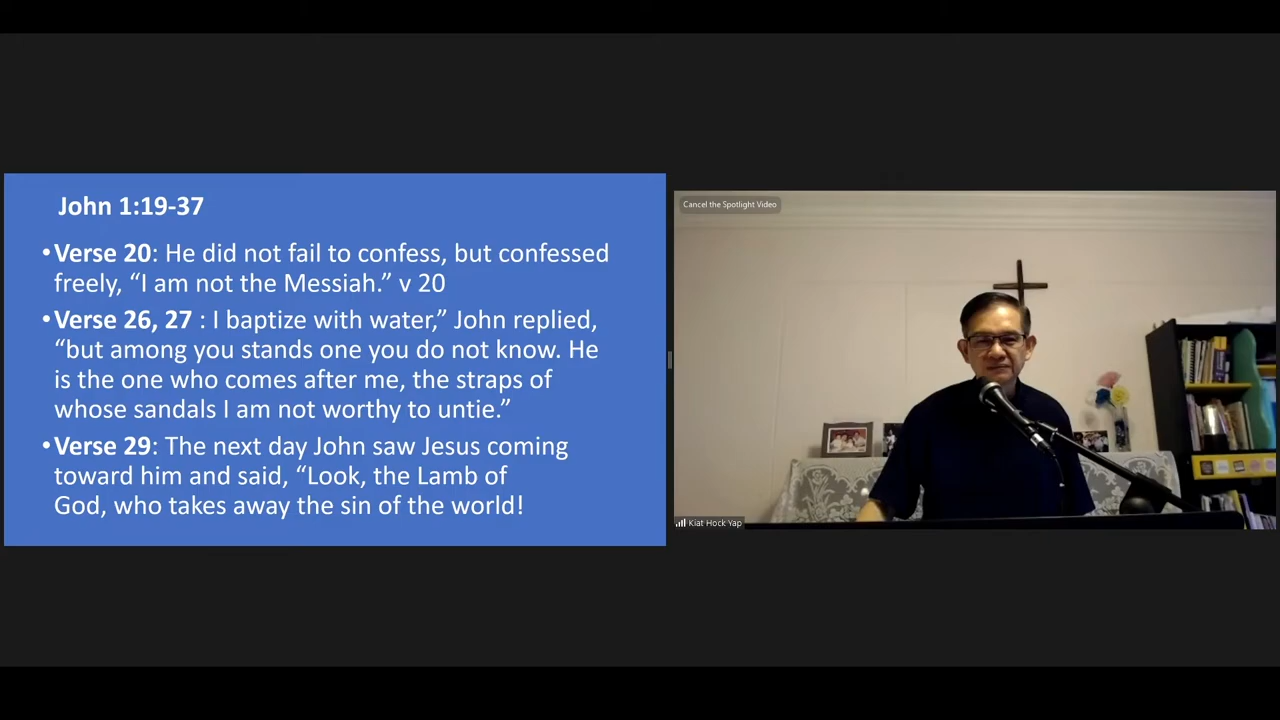 John 1:19-37
•Verse 20: He did not fail to confess, but confessed
freely, “I am not the Messiah.” v 20
•Verse 26, 27 : I baptize with water,” John replied,
“but among you stands one you do not know. He
is the one who comes after me, the straps of
whose sandals I am not worthy to untie.”
•Verse 29: The next day John saw Jesus coming
toward him and said, “Look, the Lamb of
God, who takes away the sin of the world!
Cancel the Spotlight Video
Kiat Hock Yap